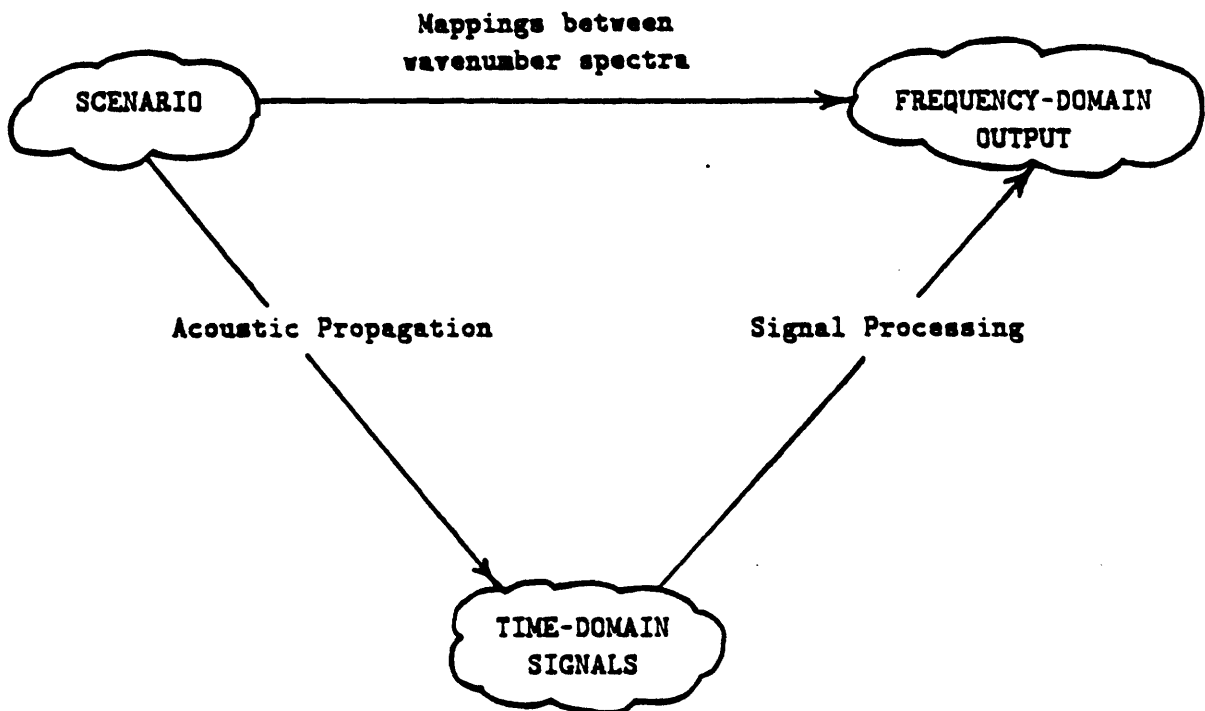 Mappings between
wavenumber spectra
SCENARIO
FREQUENCY-DOMAIN
OUTPUT
Acoustic Propagation
Signal Processing
TIME-DOMAIN
SIGNALS